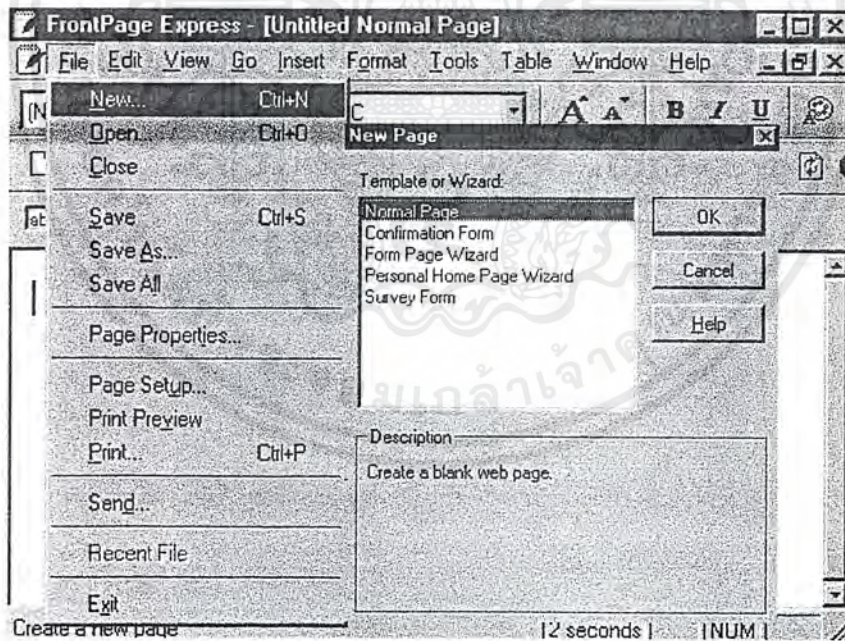 FrontPage Express - [Untitled Normal Page]
File Edit View Go Insert Format Tools Table Window Help
New... Ctrl+N
Open... Ctrl+O
Close
Save Ctrl+S
Save As...
Save All
Page Properties...
Page Setup...
Print Preview
Print... Ctrl+P
Send...
Recent File
Exit
(N
C
A A B I U
New Page
Template or Wizard:
Normal Page
Confirmation Form
Form Page Wizard
Personal Home Page Wizard
Survey Form
OK
Cancel
Help
Description
Create a blank web page.
Create a new page
2 seconds
NUM